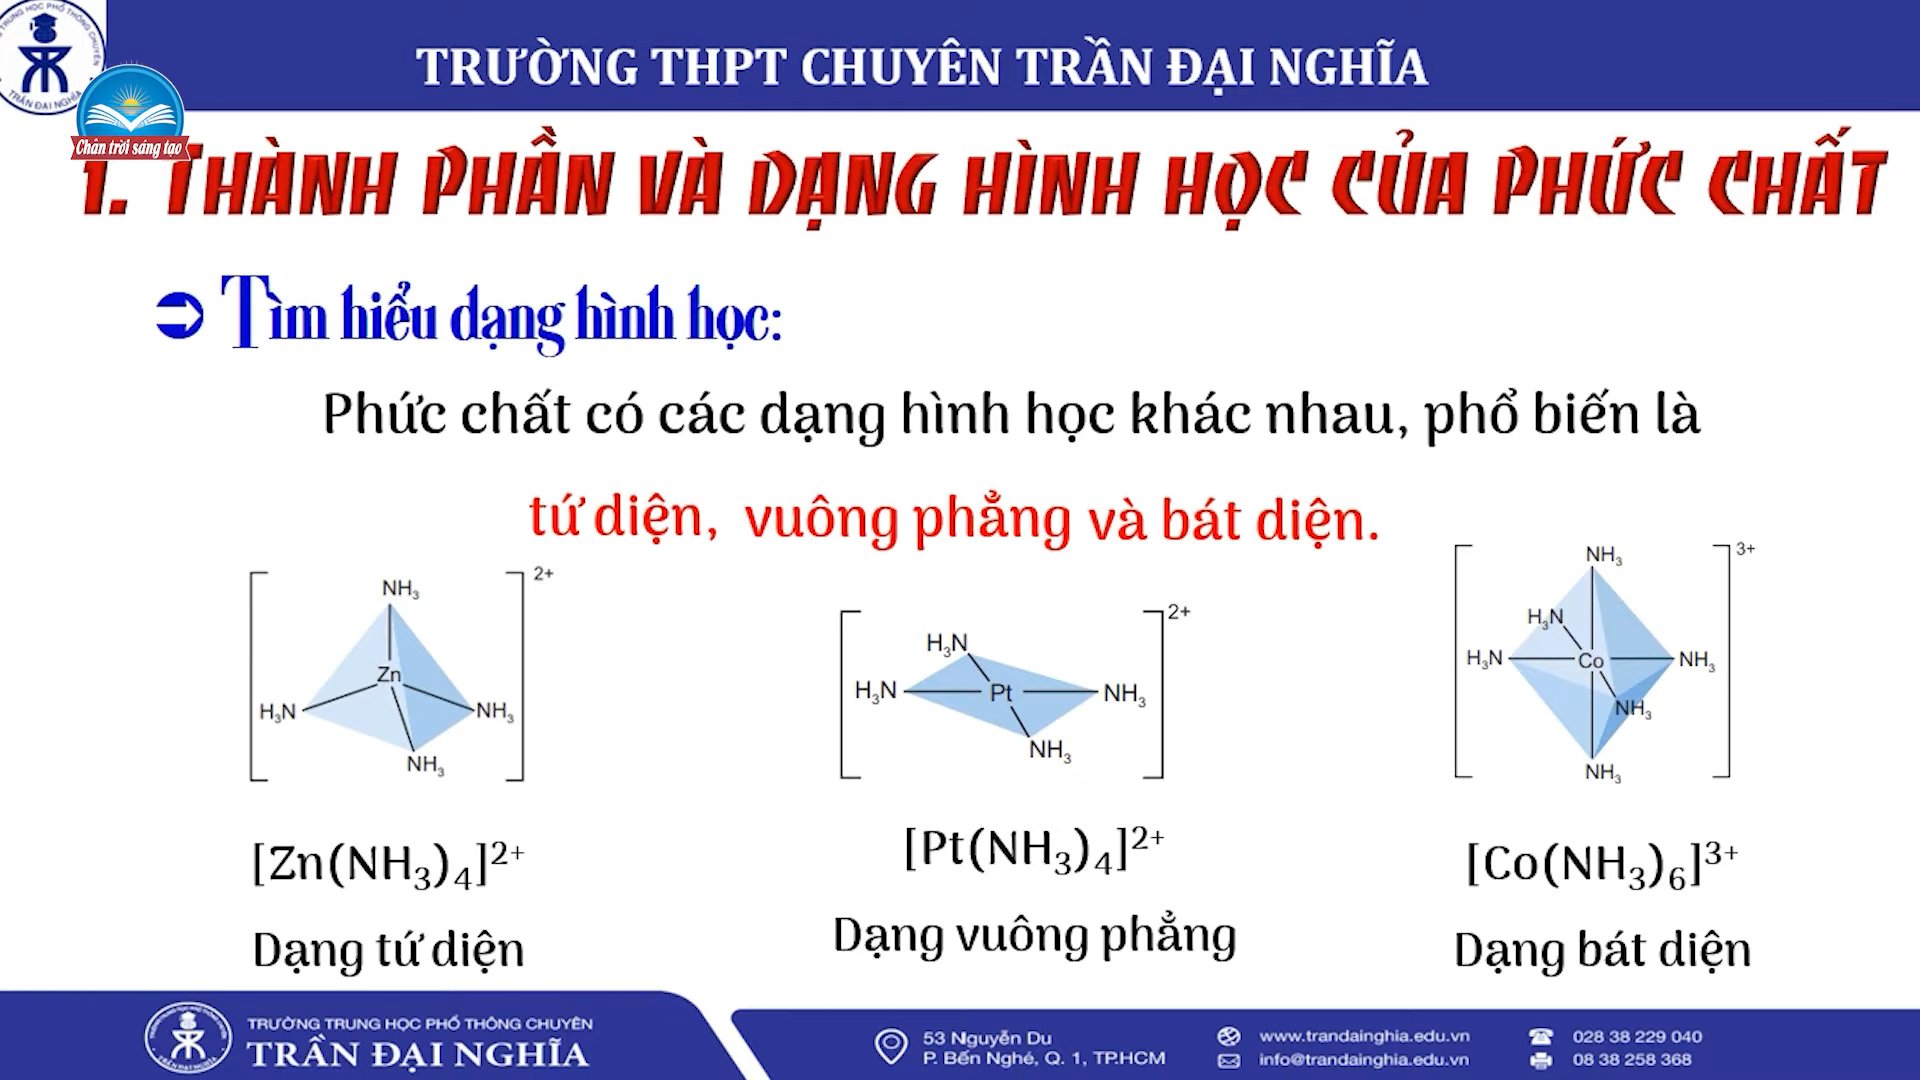 TRƯỜNG THPT CHUYÊN TRẦN ĐẠI NGHĨA
TRẦN ĐẠI NGHĨA
Chân trời sáng tạo
1. THÀNH PHẦN VÀ DẠNG HÌNH HỌC CỦA PHỨC CHẤT
➲ Tìm hiểu dạng hình học:
Phức chất có các dạng hình học khác nhau, phổ biến là
tứ diện, vuông phẳng và bát diện.
NH₃
2+
Zn
H₃N
NH₃
NH₃
2+
H₃N
H₃N
Pt
NH₃
NH₃
NH₃
3+
H₃N
H₃N
Co
NH₃
NH₃
NH₃
[Zn(NH₃)₄]²⁺
[Pt(NH₃)₄]²⁺
[Co(NH₃)₆]³⁺
Dạng tứ diện
Dạng vuông phẳng
Dạng bát diện
TRƯỜNG TRUNG HỌC PHỔ THÔNG CHUYÊN
TRẦN ĐẠI NGHĨA
53 Nguyễn Du
P. Bến Nghé, Q. 1, TP.HCM
www.trandainghia.edu.vn
info@trandainghia.edu.vn
028 38 229 040
08 38 258 368